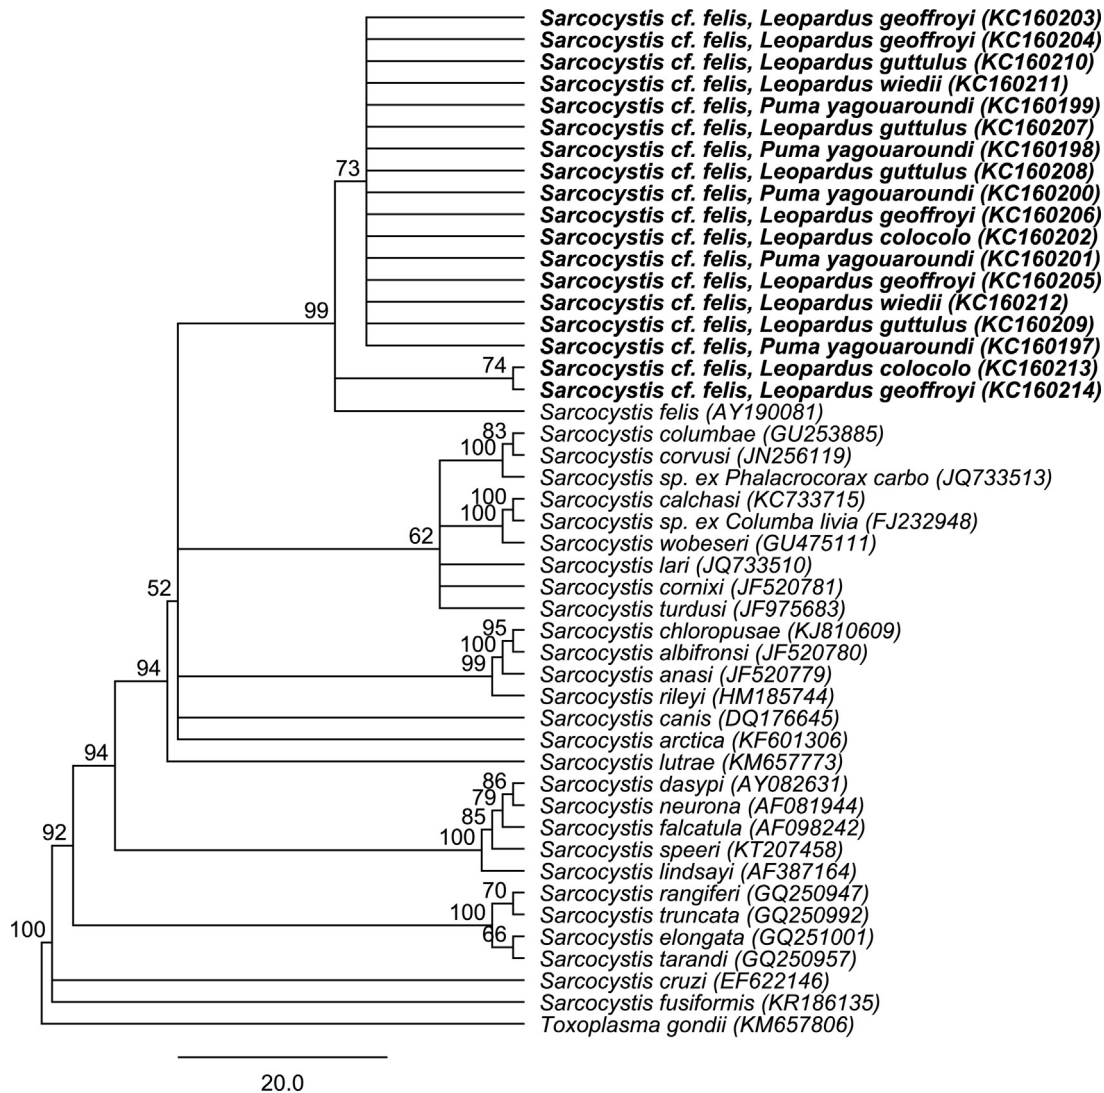 Sarcocystis cf. felis, Leopardus geoffroyi (KC160203)
Sarcocystis cf. felis, Leopardus geoffroyi (KC160204)
Sarcocystis cf. felis, Leopardus guttulus (KC160210)
Sarcocystis cf. felis, Leopardus wiedii (KC160211)
Sarcocystis cf. felis, Puma yagouaroundi (KC160199)
Sarcocystis cf. felis, Leopardus guttulus (KC160207)
Sarcocystis cf. felis, Puma yagouaroundi (KC160198)
73
Sarcocystis cf. felis, Leopardus guttulus (KC160208)
Sarcocystis cf. felis, Puma yagouaroundi (KC160200)
Sarcocystis cf. felis, Leopardus geoffroyi (KC160206)
Sarcocystis cf. felis, Leopardus colocolo (KC160202)
Sarcocystis cf. felis, Puma yagouaroundi (KC160201)
Sarcocystis cf. felis, Leopardus geoffroyi (KC160205)
Sarcocystis cf. felis, Leopardus wiedii (KC160212)
99
Sarcocystis cf. felis, Leopardus guttulus (KC160209)
Sarcocystis cf. felis, Puma yagouaroundi (KC160197)
74
Sarcocystis cf. felis, Leopardus colocolo (KC160213)
Sarcocystis cf. felis, Leopardus geoffroyi (KC160214)
Sarcocystis felis (AY190081)
83
Sarcocystis columbae (GU253885)
100
Sarcocystis corvusi (JN256119)
Sarcocystis sp. ex Phalacrocorax carbo (JQ733513)
100
Sarcocystis calchasi (KC733715)
100
Sarcocystis sp. ex Columba livia (FJ232948)
62
Sarcocystis wobeseri (GU475111)
Sarcocystis lari (JQ733510)
52
Sarcocystis cornixi (JF520781)
Sarcocystis turdusi (JF975683)
95
Sarcocystis chloropusae (KJ810609)
100
Sarcocystis albifronsi (JF520780)
99
Sarcocystis anasi (JF520779)
94
Sarcocystis rileyi (HM185744)
Sarcocystis canis (DQ176645)
Sarcocystis arctica (KF601306)
94
Sarcocystis lutrae (KM657773)
86
Sarcocystis dasypi (AY082631)
79
Sarcocystis neurona (AF081944)
85
Sarcocystis falcatula (AF098242)
92
100
Sarcocystis speeri (KT207458)
Sarcocystis lindsayi (AF387164)
70
Sarcocystis rangiferi (GQ250947)
100
Sarcocystis truncata (GQ250992)
100
66
Sarcocystis elongata (GQ251001)
Sarcocystis tarandi (GQ250957)
Sarcocystis cruzi (EF622146)
Sarcocystis fusiformis (KR186135)
Toxoplasma gondii (KM657806)
20.0